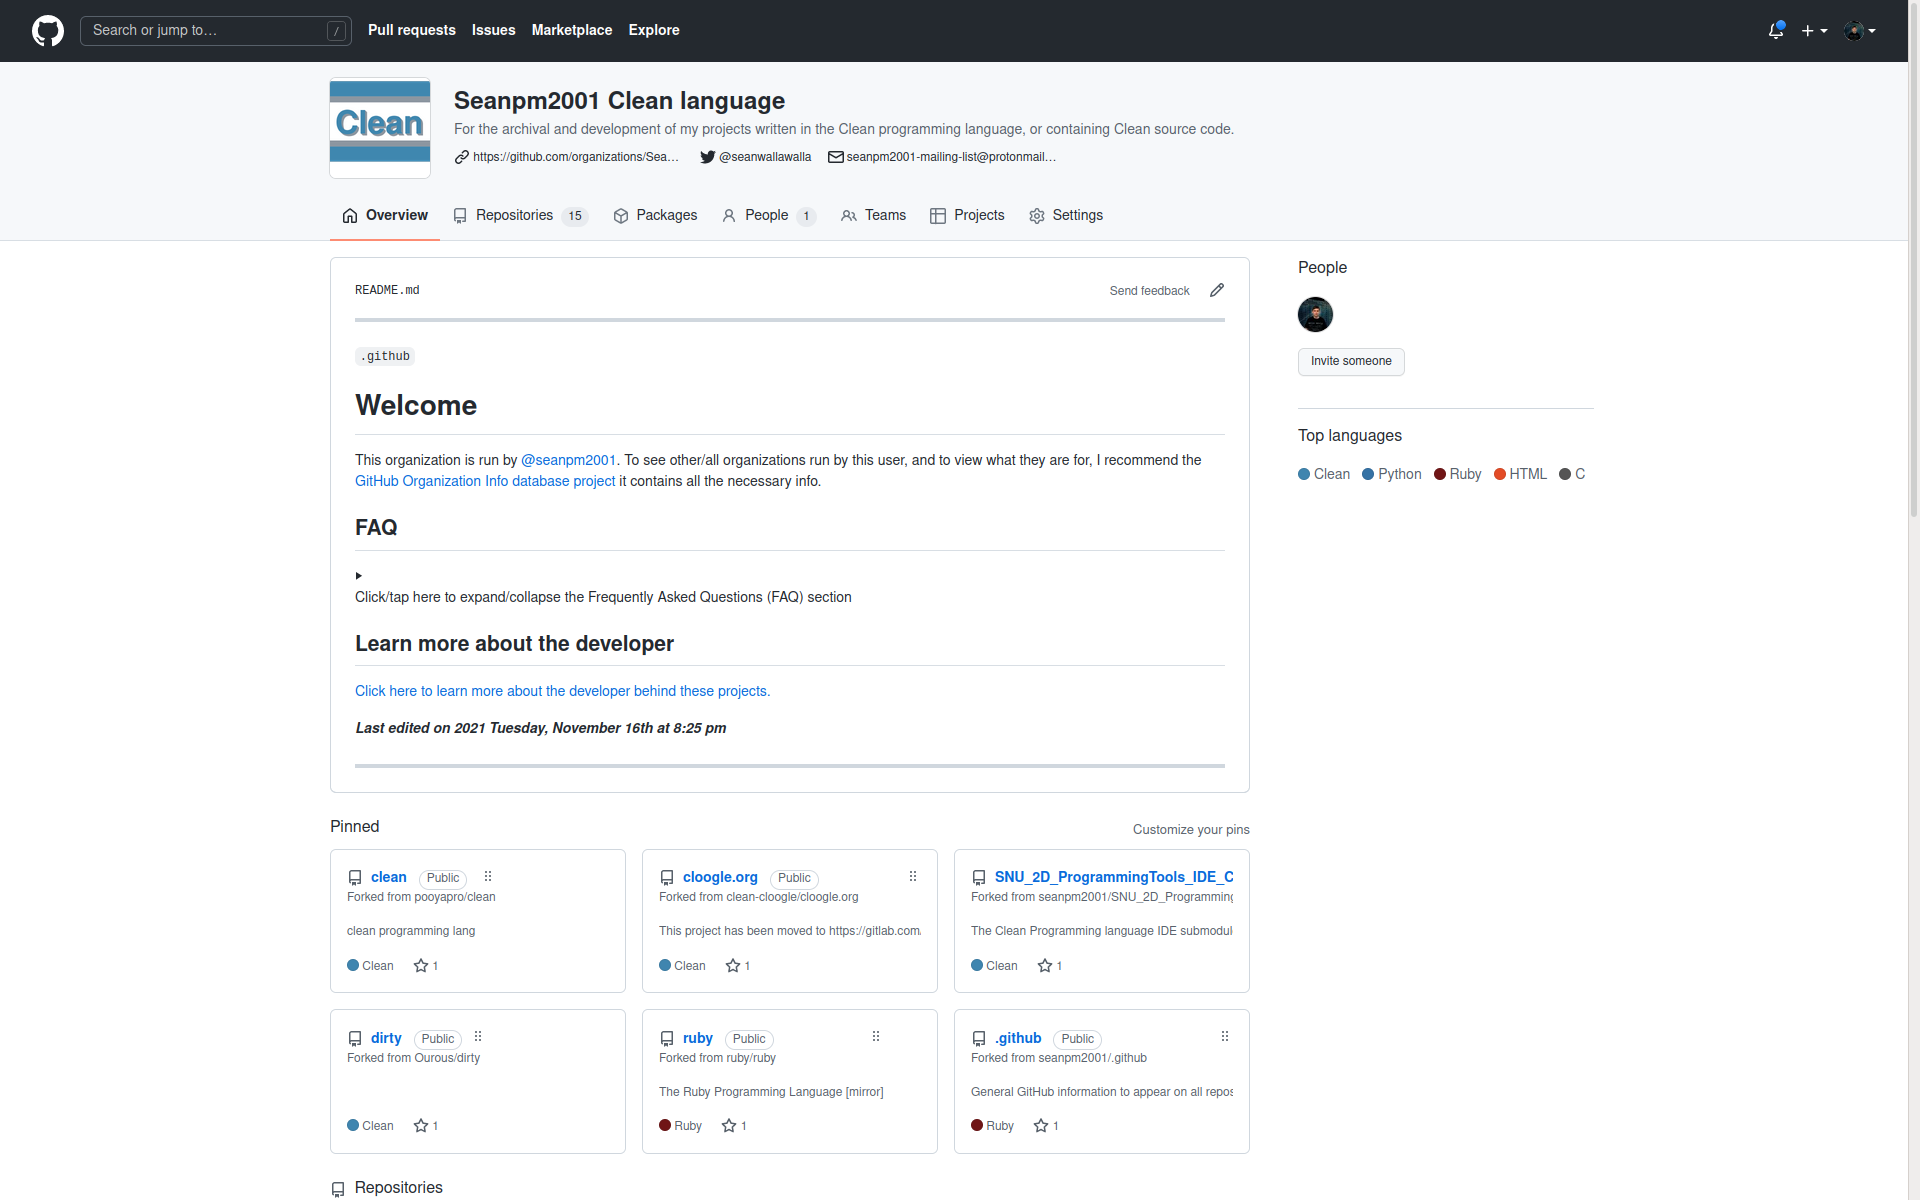 Search or jump to…
/
Pull requests
Issues
Marketplace
Explore
Clean
Seanpm2001 Clean language
For the archival and development of my projects written in the Clean programming language, or containing Clean source code.
https://github.com/organizations/Sea…
@seanwallawalla
seanpm2001-mailing-list@protonmail…
Overview
Repositories 15
Packages
People 1
Teams
Projects
Settings
README.md
Send feedback
.github
Welcome
This organization is run by @seanpm2001. To see other/all organizations run by this user, and to view what they are for, I recommend the
GitHub Organization Info database project it contains all the necessary info.
FAQ
Click/tap here to expand/collapse the Frequently Asked Questions (FAQ) section
Learn more about the developer
Click here to learn more about the developer behind these projects.
Last edited on 2021 Tuesday, November 16th at 8:25 pm
People
Invite someone
Top languages
Clean Python Ruby HTML C
Pinned
Customize your pins
clean Public
Forked from pooyapro/clean
clean programming lang
Clean 1
cloogle.org Public
Forked from clean-cloogle/cloogle.org
This project has been moved to https://gitlab.com
Clean 1
SNU_2D_ProgrammingTools_IDE_C
Forked from seanpm2001/SNU_2D_Programming
The Clean Programming language IDE submodul
Clean 1
dirty Public
Forked from Ourous/dirty
Clean 1
ruby Public
Forked from ruby/ruby
The Ruby Programming Language [mirror]
Ruby 1
.github Public
Forked from seanpm2001/.github
General GitHub information to appear on all repos
Ruby 1
Repositories